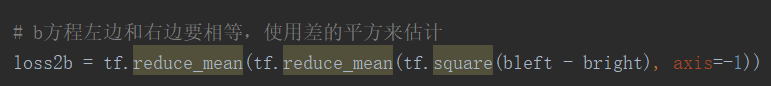 # b方程左边和右边要相等，使用差的平方来估计
loss2b = tf.reduce_mean(tf.reduce_mean(tf.square(bleft - bright), axis=-1))